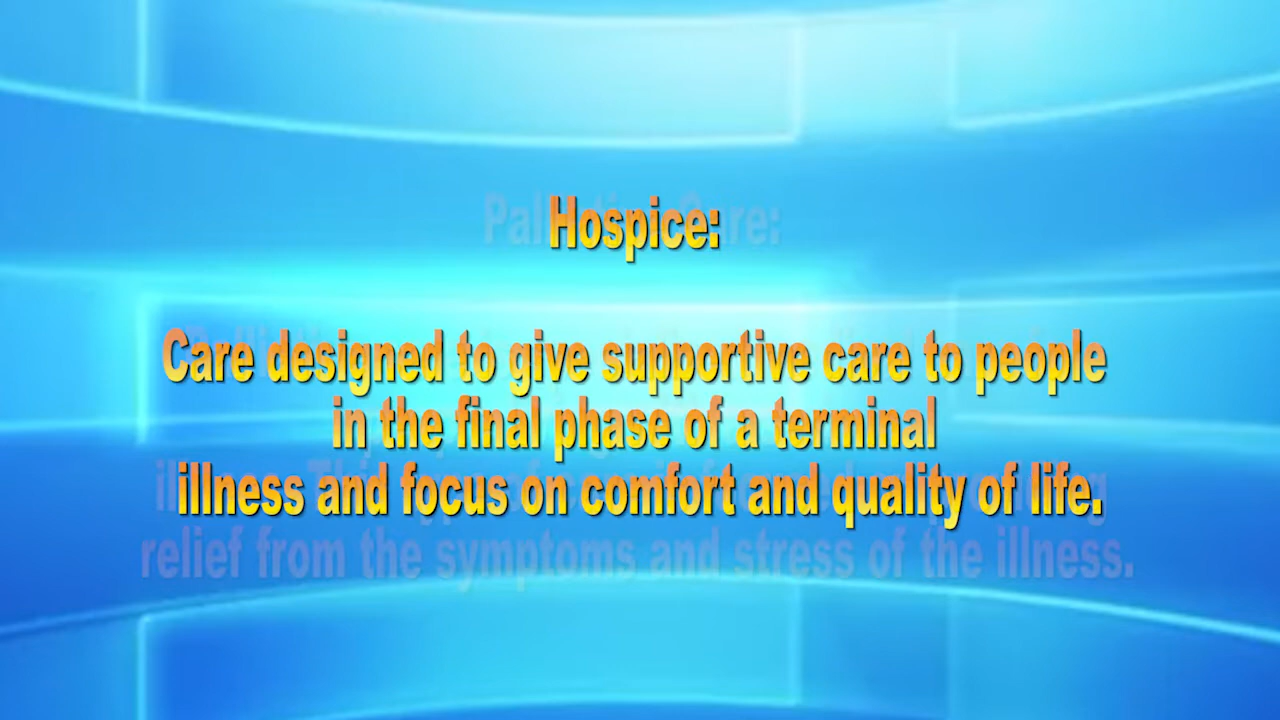 Hospice:
Care designed to give supportive care to people
in the final phase of a terminal
illness and focus on comfort and quality of life.
relief from the symptoms and stress of the illness.